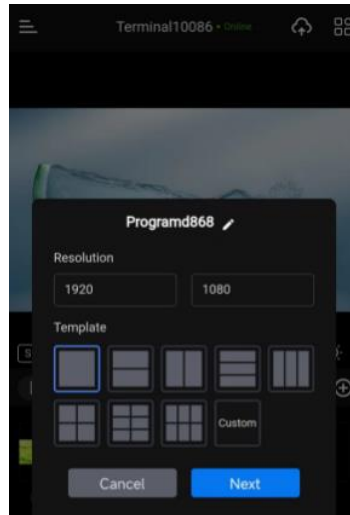 Terminal10086 • Online
Programd868
Resolution
1920 1080
Template
Custom
Cancel Next